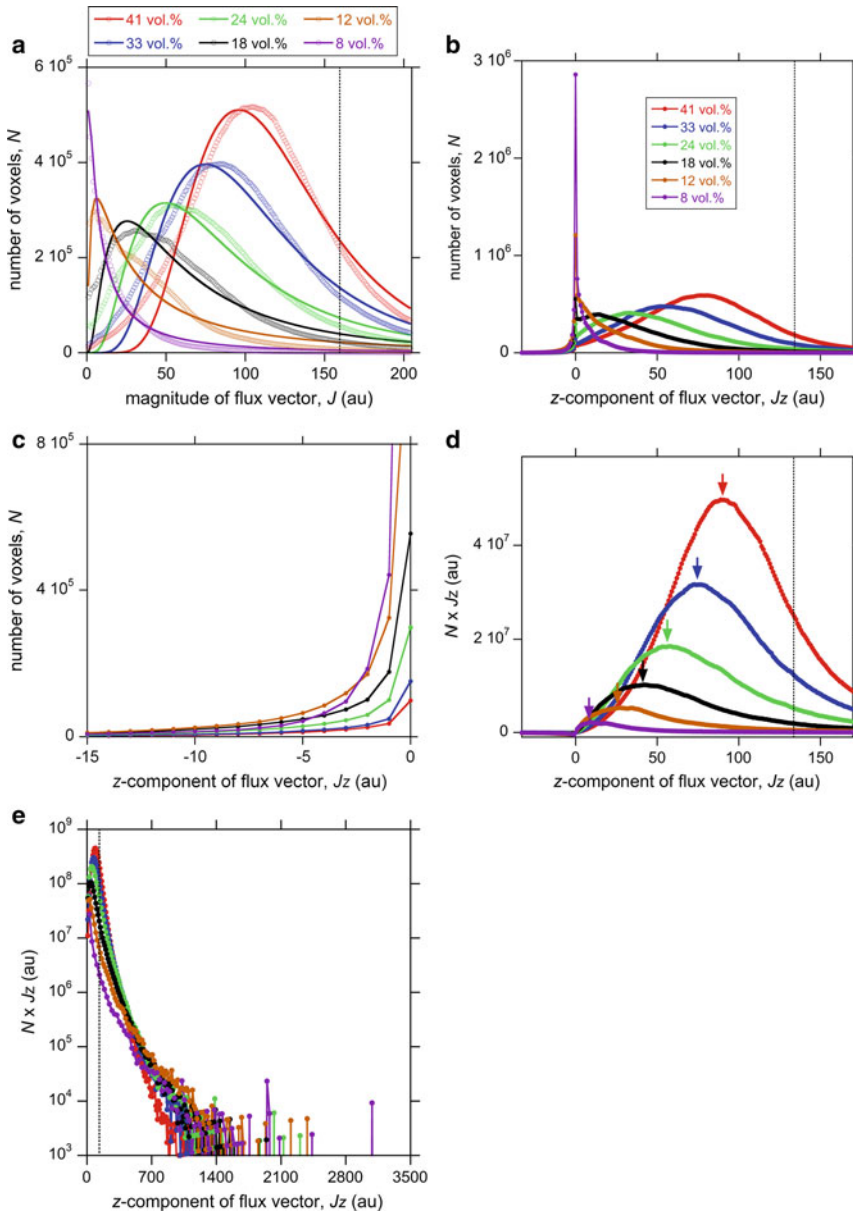 41 vol.% 24 vol.% 12 vol.%
33 vol.% 18 vol.% 8 vol.%
a
6 10⁵
4 10⁵
2 10⁵
0
number of voxels, N
0 50 100 150 200
magnitude of flux vector, J (au)
b
3 10⁶
2 10⁶
1 10⁶
0
number of voxels, N
41 vol.%
33 vol.%
24 vol.%
18 vol.%
12 vol.%
8 vol.%
0 50 100 150
z-component of flux vector, Jz (au)
c
8 10⁵
4 10⁵
0
number of voxels, N
-15 -10 -5 0
z-component of flux vector, Jz (au)
d
4 10⁷
2 10⁷
0
N x Jz (au)
0 50 100 150
z-component of flux vector, Jz (au)
e
10⁹
10⁸
10⁷
10⁶
10⁵
10⁴
10³
N x Jz (au)
0 700 1400 2100 2800 3500
z-component of flux vector, Jz (au)